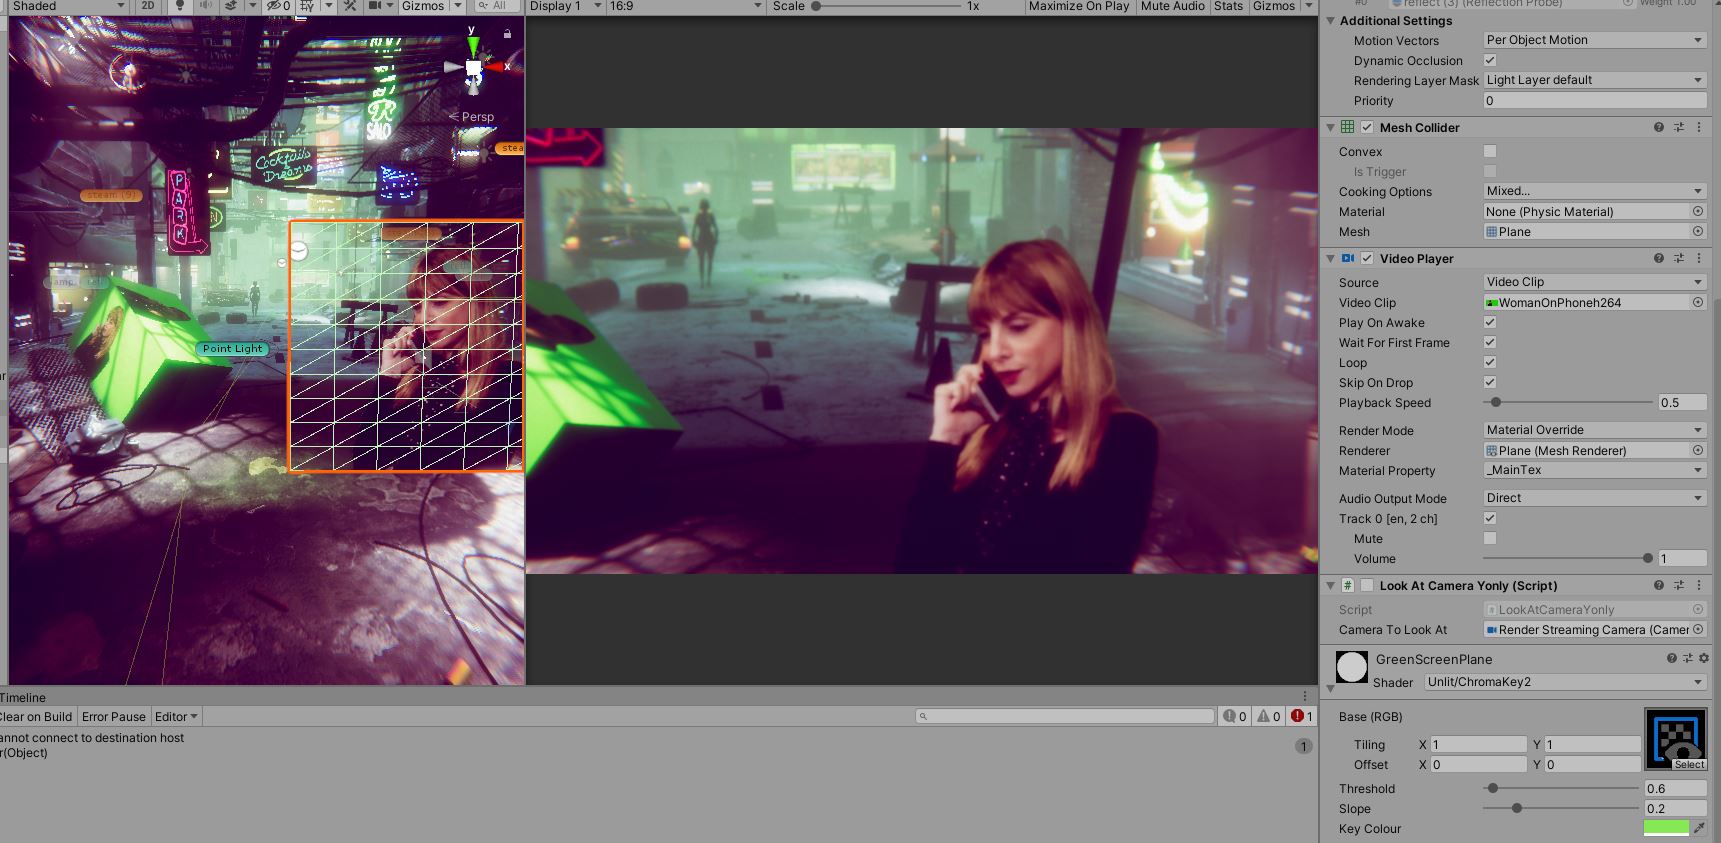 Shaded 2D 0 Gizmos All
Display 1 16:9 Scale 1x Maximize On Play Mute Audio Stats Gizmos
#0 reflect (3) (Reflection Probe) Weight 1.00
Additional Settings
Motion Vectors Per Object Motion
Dynamic Occlusion
Rendering Layer Mask Light Layer default
Priority 0
Mesh Collider
Convex
Is Trigger
Cooking Options Mixed...
Material None (Physic Material)
Mesh Plane
Video Player
Source Video Clip
Video Clip WomanOnPhoneh264
Play On Awake
Wait For First Frame
Loop
Skip On Drop
Playback Speed 0.5
Render Mode Material Override
Renderer Plane (Mesh Renderer)
Material Property _MainTex
Audio Output Mode Direct
Track 0 [en, 2 ch]
Mute
Volume 1
# Look At Camera Yonly (Script)
Script # LookAtCameraYonly
Camera To Look At Render Streaming Camera (Camer
GreenScreenPlane
Shader Unlit/ChromaKey2
Base (RGB)
Tiling X 1 Y 1
Offset X 0 Y 0
Select
Threshold 0.6
Slope 0.2
Key Colour
y
x
Persp
SALO
Cocktails
Dreams
PARK
steam (9)
stea
Point Light
Timeline
Clear on Build Error Pause Editor 0 0 1
annot connect to destination host
r(Object)
1